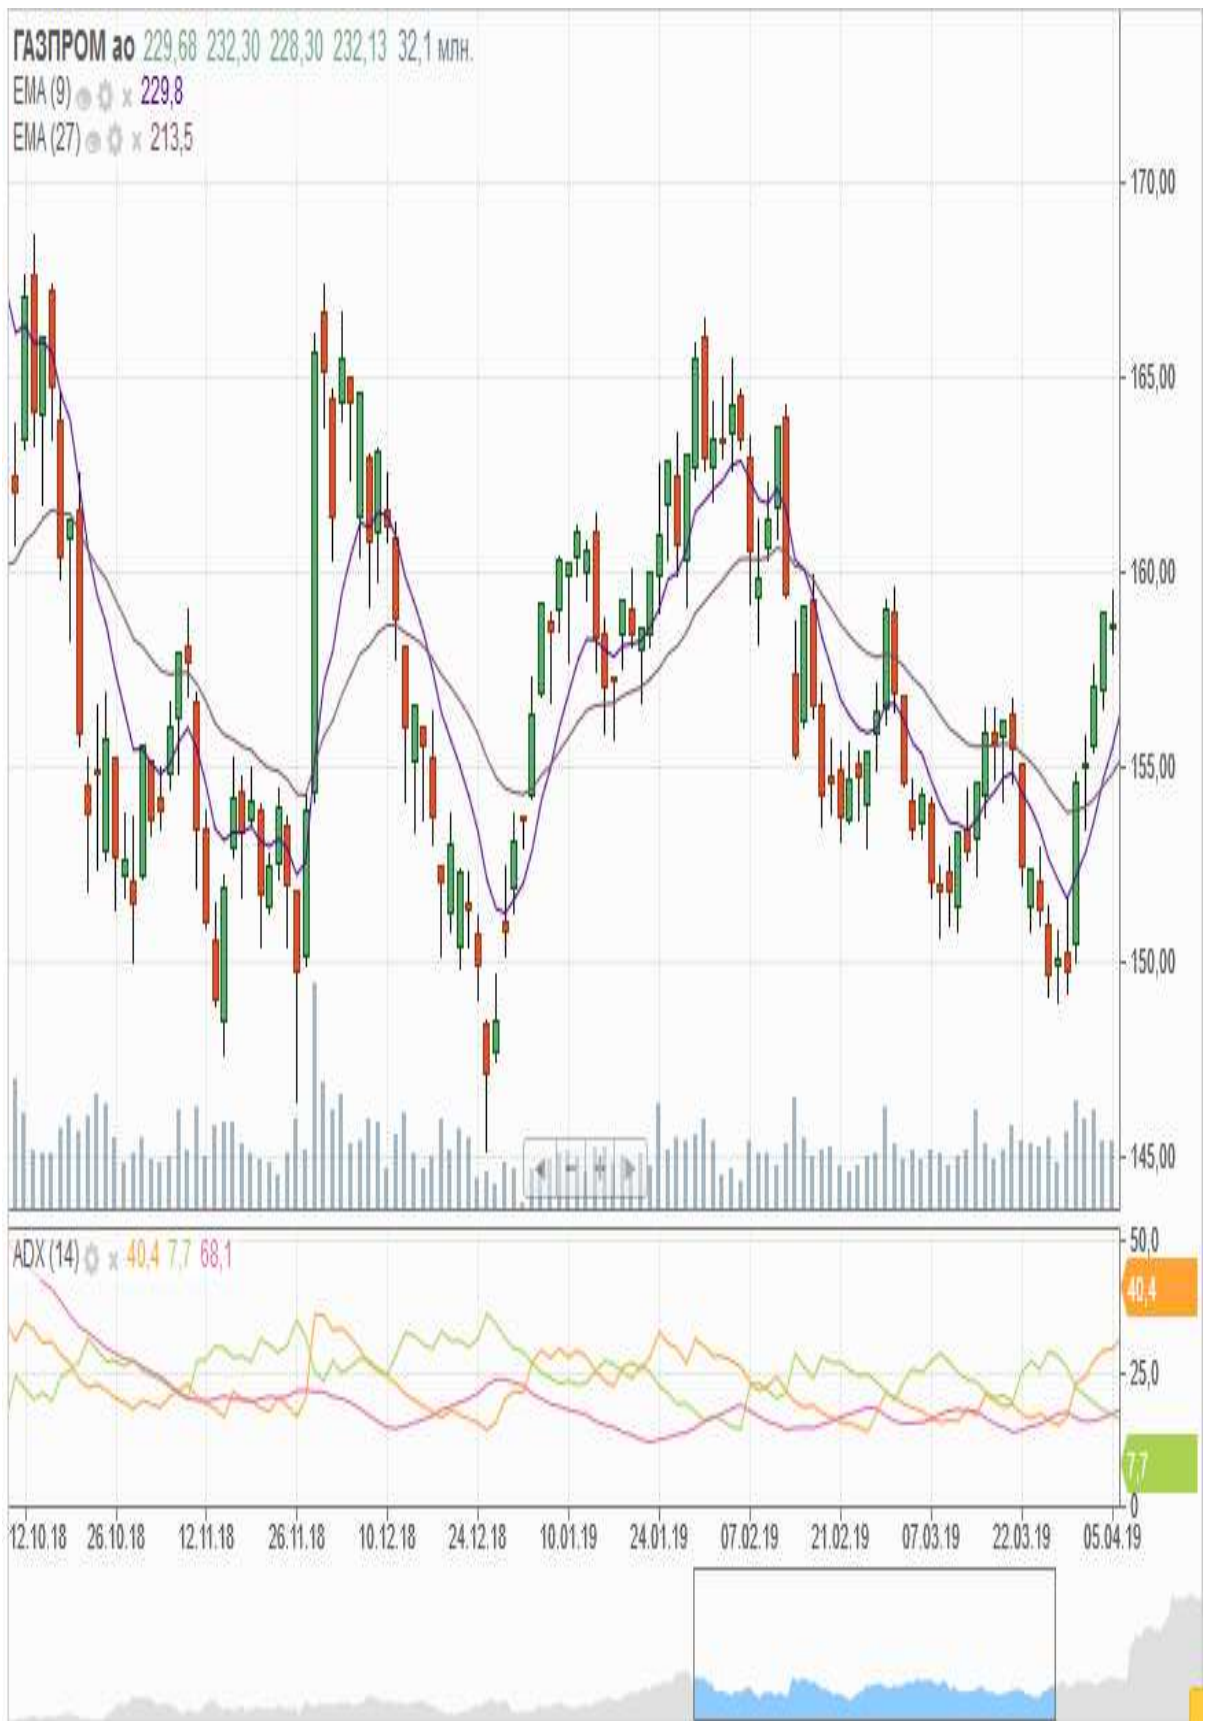 ГАЗПРОМ ао 229,68 232,30 228,30 232,13 32,1 млн.
EMA (9) x 229,8
EMA (27) x 213,5
170,00
165,00
160,00
155,00
150,00
145,00
ADX (14) x 40,4 7,7 68,1
50,0
40,4
25,0
7,7
0
12.10.18 26.10.18 12.11.18 26.11.18 10.12.18 24.12.18 10.01.19 24.01.19 07.02.19 21.02.19 07.03.19 22.03.19 05.04.19